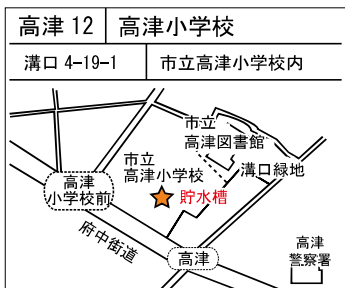 高津 12 高津小学校
溝口 4-19-1 市立高津小学校内
市立
高津図書館
市立
高津小学校
溝口緑地
貯水槽
高津
小学校前
府中街道
高津
高津
警察署